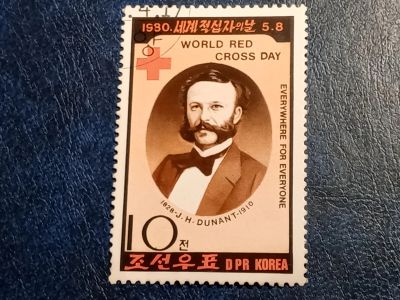 1980. 세계적십자의날 5.8
WORLD RED
CROSS DAY
EVERYWHERE FOR EVERYONE
1828-J.H-DUNANT-1910
10전
조선우표 DPR KOREA